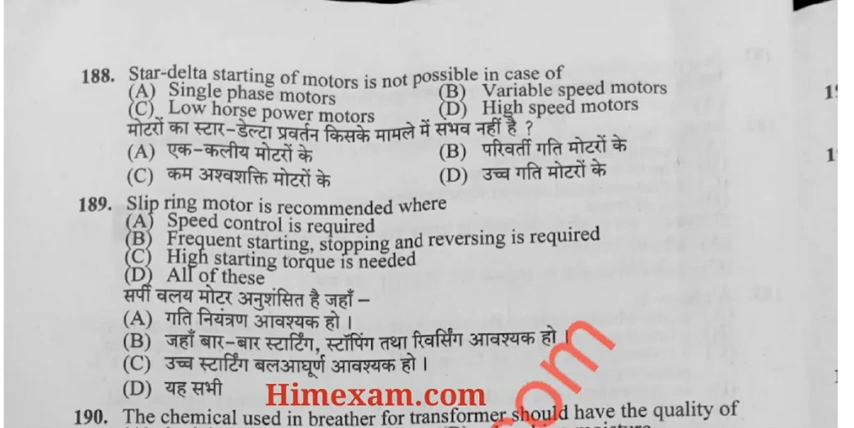 188. Star-delta starting of motors is not possible in case of
(A) Single phase motors (B) Variable speed motors
(C) Low horse power motors (D) High speed motors
मोटरों का स्टार-डेल्टा प्रवर्तन किसके मामले में संभव नहीं है ?
(A) एक-कलीय मोटरों के (B) परिवर्ती गति मोटरों के
(C) कम अश्वशक्ति मोटरों के (D) उच्च गति मोटरों के
189. Slip ring motor is recommended where
(A) Speed control is required
(B) Frequent starting, stopping and reversing is required
(C) High starting torque is needed
(D) All of these
सर्पी वलय मोटर अनुशंसित है जहाँ –
(A) गति नियंत्रण आवश्यक हो ।
(B) जहाँ बार-बार स्टार्टिंग, स्टॉपिंग तथा रिवर्सिंग आवश्यक हो ।
(C) उच्च स्टार्टिंग बलआघूर्ण आवश्यक हो ।
(D) यह सभी
Himexam.com
om
190. The chemical used in breather for transformer should have the quality of